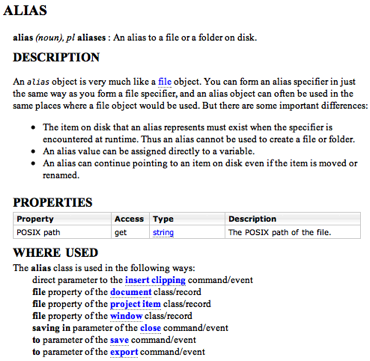 ALIAS
alias (noun), pl aliases : An alias to a file or a folder on disk.
DESCRIPTION
An alias object is very much like a file object. You can form an alias specifier in just
the same way as you form a file specifier, and an alias object can often be used in the
same places where a file object would be used. But there are some important differences:
• The item on disk that an alias represents must exist when the specifier is
encountered at runtime. Thus an alias cannot be used to create a file or folder.
• An alias value can be assigned directly to a variable.
• An alias can continue pointing to an item on disk even if the item is moved or
renamed.
PROPERTIES
Property Access Type Description
POSIX path get string The POSIX path of the file.
WHERE USED
The alias class is used in the following ways:
direct parameter to the insert clipping command/event
file property of the document class/record
file property of the project item class/record
file property of the window class/record
saving in parameter of the close command/event
to parameter of the save command/event
to parameter of the export command/event